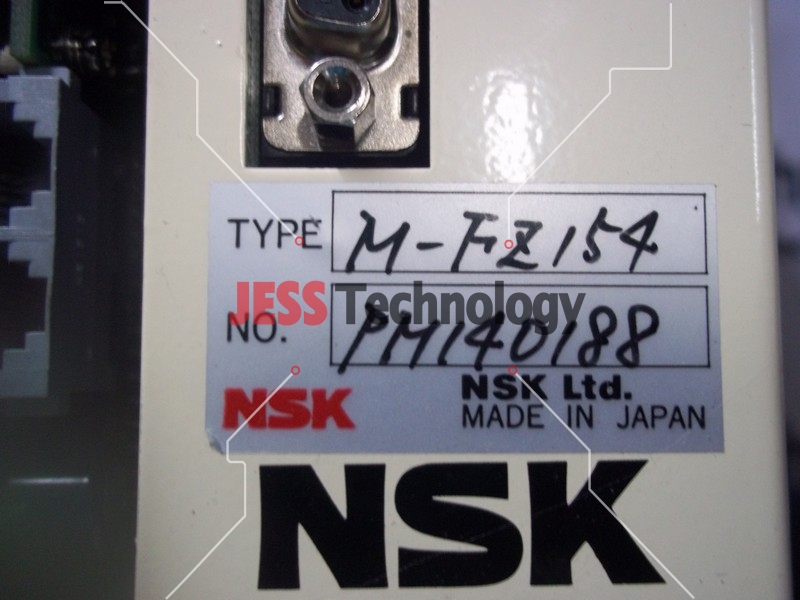 TYPE M-FZ154
JESS Technology
NO. PM140188
NSK NSK Ltd.
MADE IN JAPAN
NSK